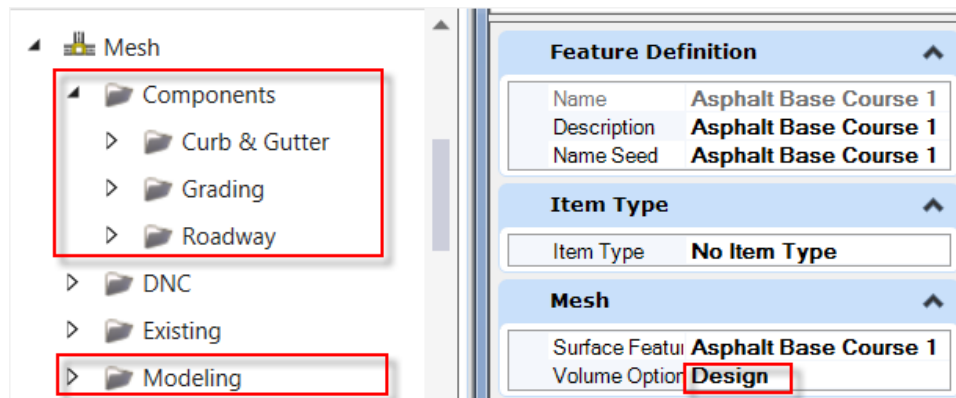 Mesh
Components
Curb & Gutter
Grading
Roadway
DNC
Existing
Modeling
Feature Definition
Name Asphalt Base Course 1
Description Asphalt Base Course 1
Name Seed Asphalt Base Course 1
Item Type
Item Type No Item Type
Mesh
Surface Featu Asphalt Base Course 1
Volume Option Design